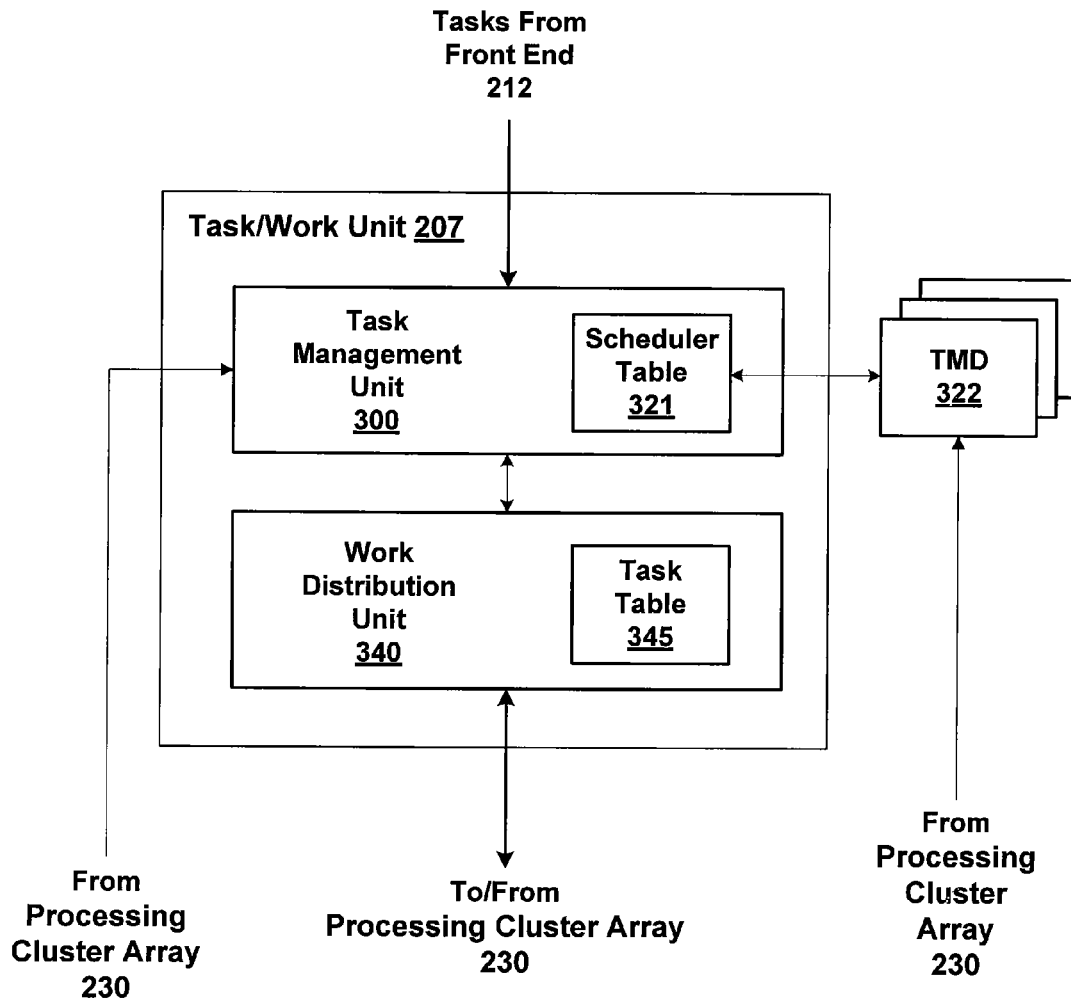 Tasks From
Front End
212
Task/Work Unit 207
Task
Management
Unit
300
Scheduler
Table
321
TMD
322
Work
Distribution
Unit
340
Task
Table
345
From
Processing
Cluster Array
230
To/From
Processing Cluster Array
230
From
Processing
Cluster
Array
230